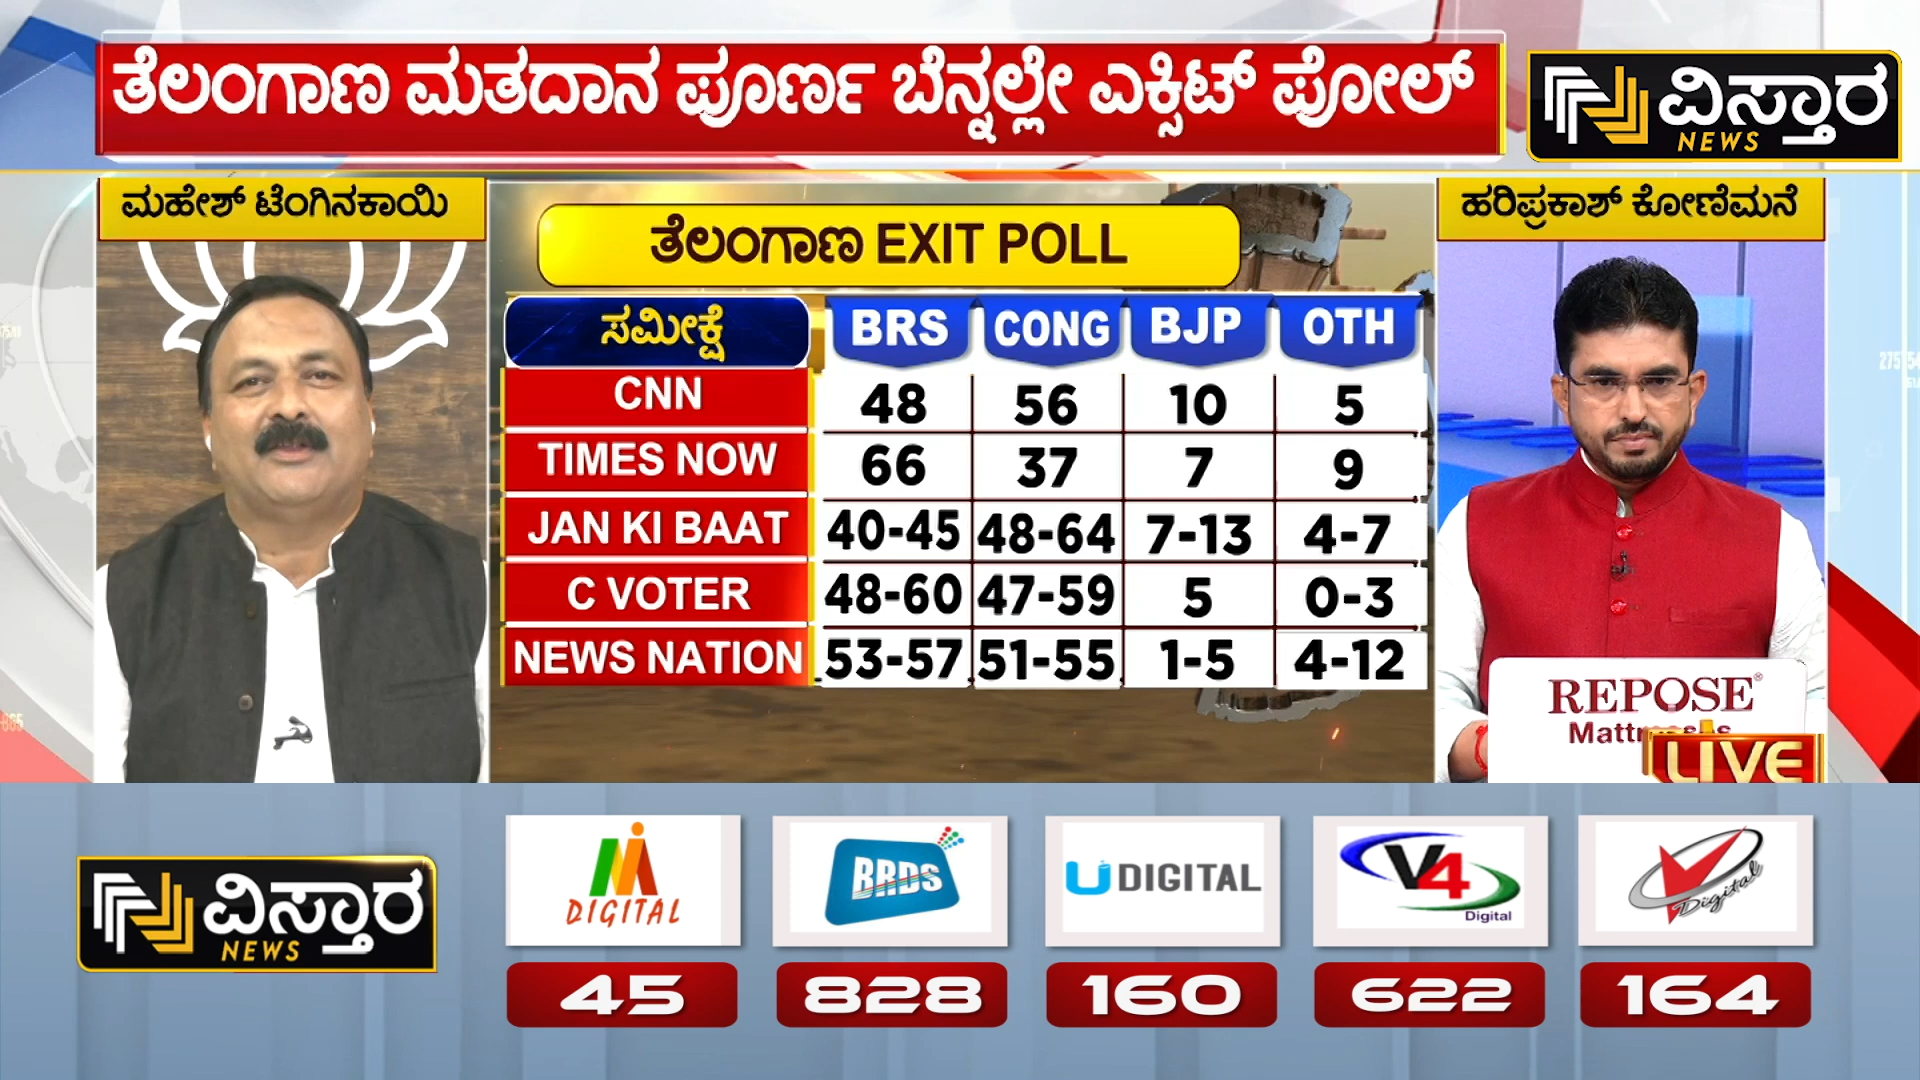 ತೆಲಂಗಾಣ ಮತದಾನ ಪೂರ್ಣ ಬೆನ್ನಲ್ಲೇ ಎಕ್ಸಿಟ್ ಪೋಲ್
ವಿಸ್ತಾರ
NEWS
ಮಹೇಶ್ ಟೆಂಗಿನಕಾಯಿ
ಹರಿಪ್ರಕಾಶ್ ಕೋಣೆಮನೆ
ತೆಲಂಗಾಣ EXIT POLL
ಸಮೀಕ್ಷೆ BRS CONG BJP OTH
CNN 48 56 10 5
TIMES NOW 66 37 7 9
JAN KI BAAT 40-45 48-64 7-13 4-7
C VOTER 48-60 47-59 5 0-3
NEWS NATION 53-57 51-55 1-5 4-12
REPOSE®
LIVE
ವಿಸ್ತಾರ
NEWS
DIGITAL
BRDS
U DIGITAL
V4
Digital
Digital
45 828 160 622 164